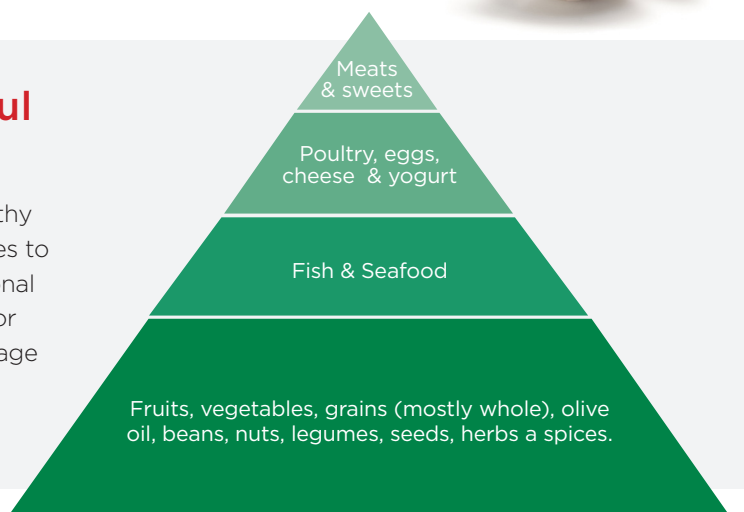 Meats
& sweets
Poultry, eggs,
cheese & yogurt
Fish & Seafood
Fruits, vegetables, grains (mostly whole), olive
oil, beans, nuts, legumes, seeds, herbs a spices.